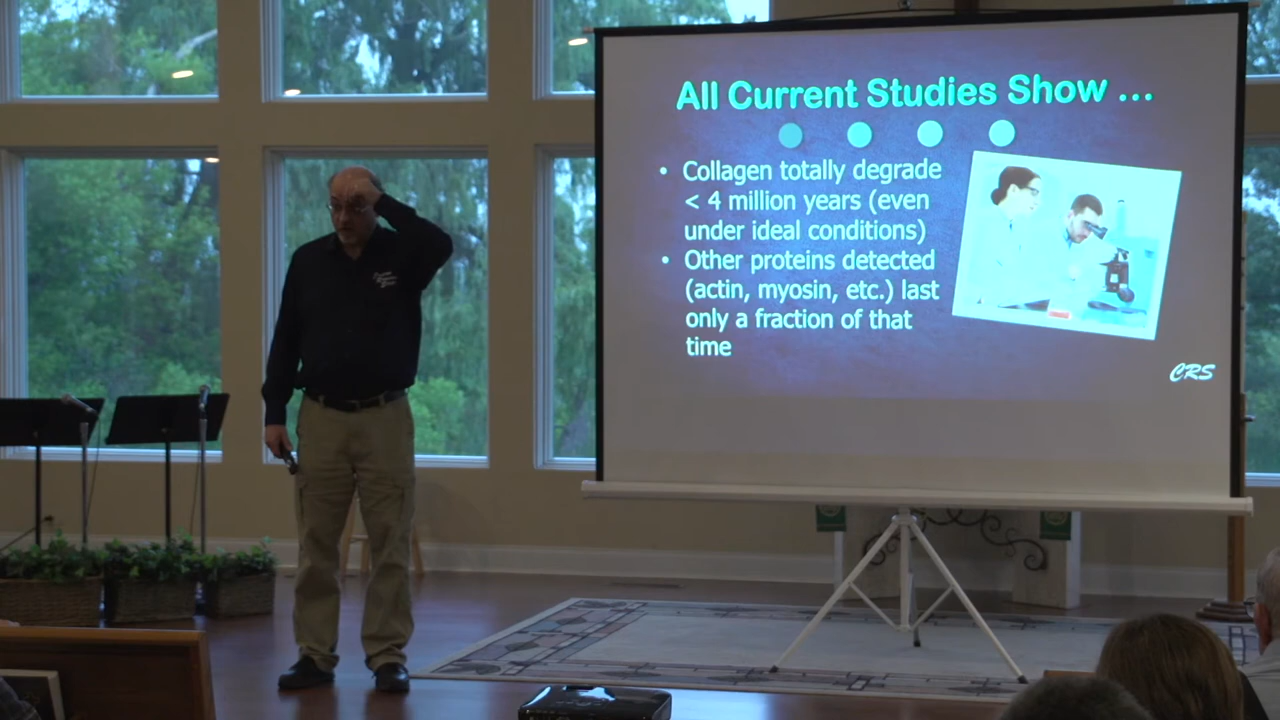 All Current Studies Show ...
• Collagen totally degrade
< 4 million years (even
under ideal conditions)
• Other proteins detected
(actin, myosin, etc.) last
only a fraction of that
time
CRS